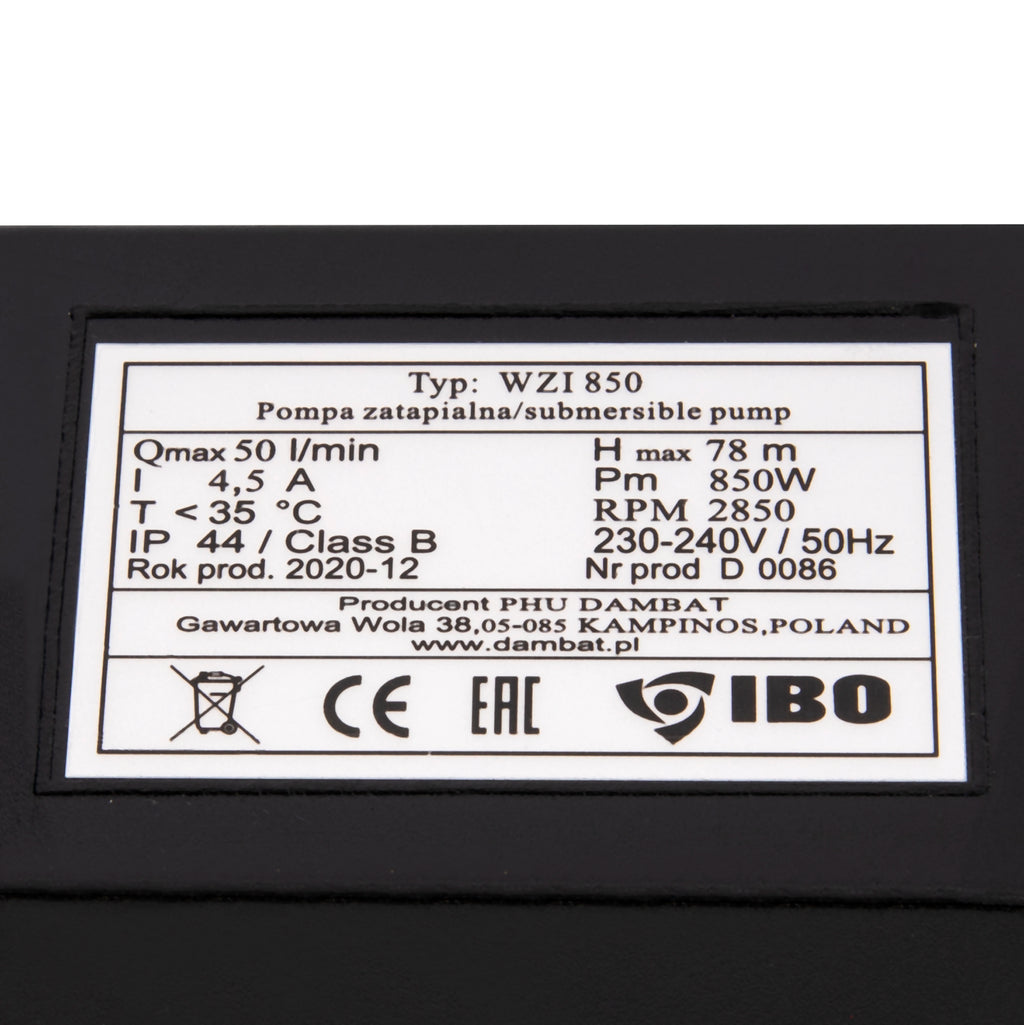 Typ: WZI 850
Pompa zatapialna/submersible pump
Qmax 50 l/min H max 78 m
I 4,5 A Pm 850W
T < 35 °C RPM 2850
IP 44 / Class B 230-240V / 50Hz
Rok prod. 2020-12 Nr prod D 0086
Producent PHU DAMBAT
Gawartowa Wola 38,05-085 KAMPINOS,POLAND
www.dambat.pl
CE EAC IBO